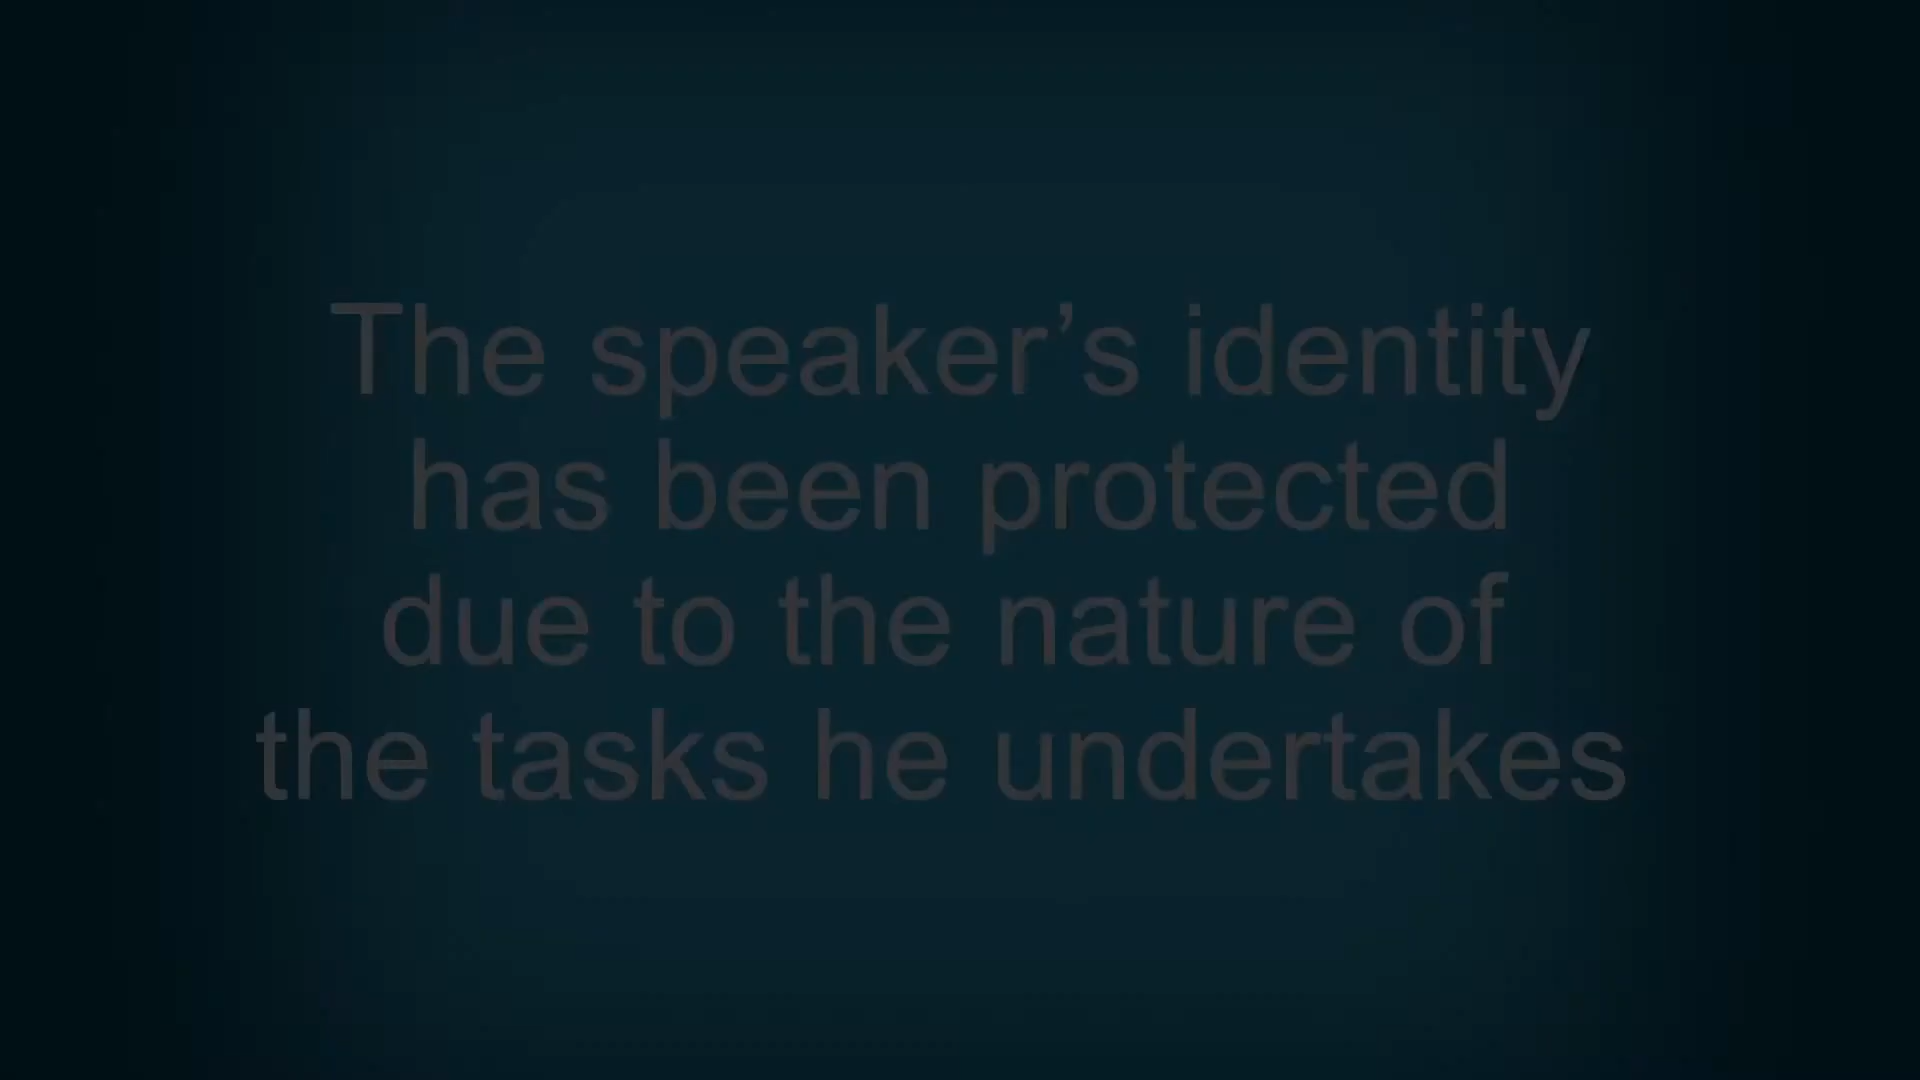 The speaker’s identity
has been protected
due to the nature of
the tasks he undertakes